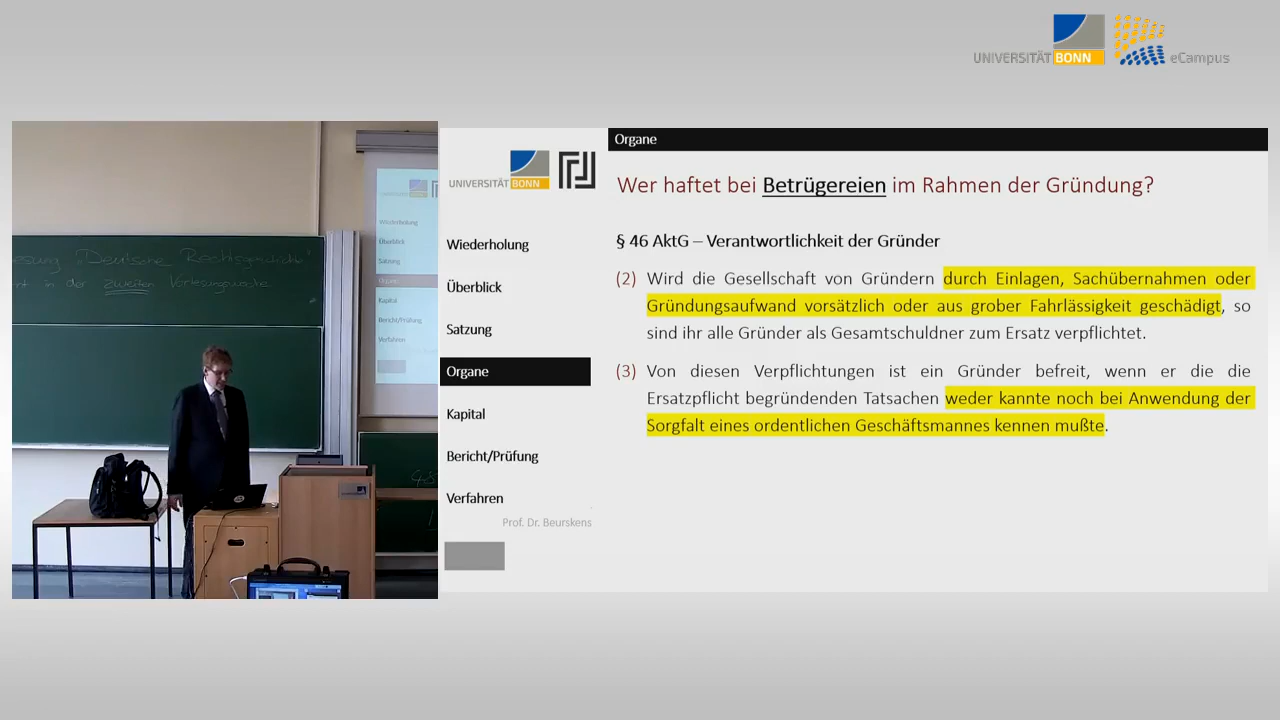 UNIVERSITÄT BONN eCampus
Organe
UNIVERSITÄT BONN
Wer haftet bei Betrügereien im Rahmen der Gründung?
§ 46 AktG – Verantwortlichkeit der Gründer
(2) Wird die Gesellschaft von Gründern durch Einlagen, Sachübernahmen oder
Gründungsaufwand vorsätzlich oder aus grober Fahrlässigkeit geschädigt, so
sind ihr alle Gründer als Gesamtschuldner zum Ersatz verpflichtet.
(3) Von diesen Verpflichtungen ist ein Gründer befreit, wenn er die die
Ersatzpflicht begründenden Tatsachen weder kannte noch bei Anwendung der
Sorgfalt eines ordentlichen Geschäftsmannes kennen mußte.
Wiederholung
Überblick
Satzung
Organe
Kapital
Bericht/Prüfung
Verfahren
Prof. Dr. Beurskens
"Deutsche Rechtsgeschichte"
in der zweiten Vorlesungswoche
UNIVERSITÄT BONN
Wiederholung
Überblick
Satzung
Organe
Kapital
Bericht/Prüfung
Verfahren